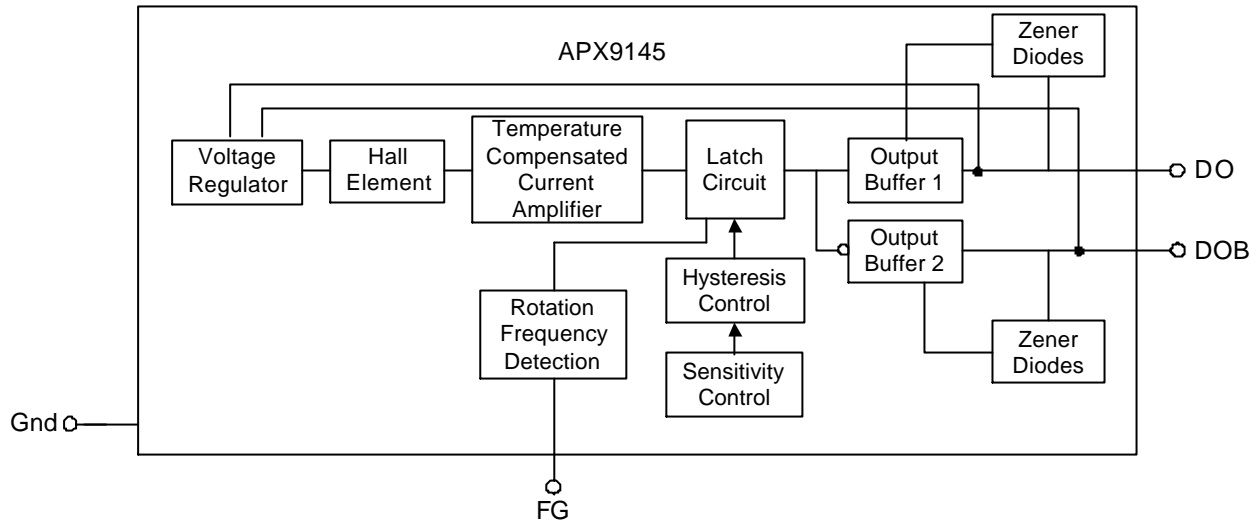 APX9145
Zener
Diodes
Voltage
Regulator
Hall
Element
Temperature
Compensated
Current
Amplifier
Latch
Circuit
Output
Buffer 1
DO
Output
Buffer 2
DOB
Hysteresis
Control
Rotation
Frequency
Detection
Sensitivity
Control
Zener
Diodes
Gnd
FG